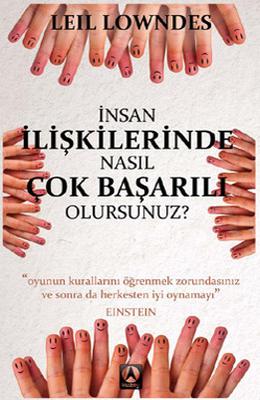 LEIL LOWNDES
İNSAN
İLİŞKİLERİNDE
NASIL
ÇOK BAŞARILI
OLURSUNUZ?
“oyunun kurallarını öğrenmek zorundasınız
ve sonra da herkesten iyi oynamayı”
EINSTEIN